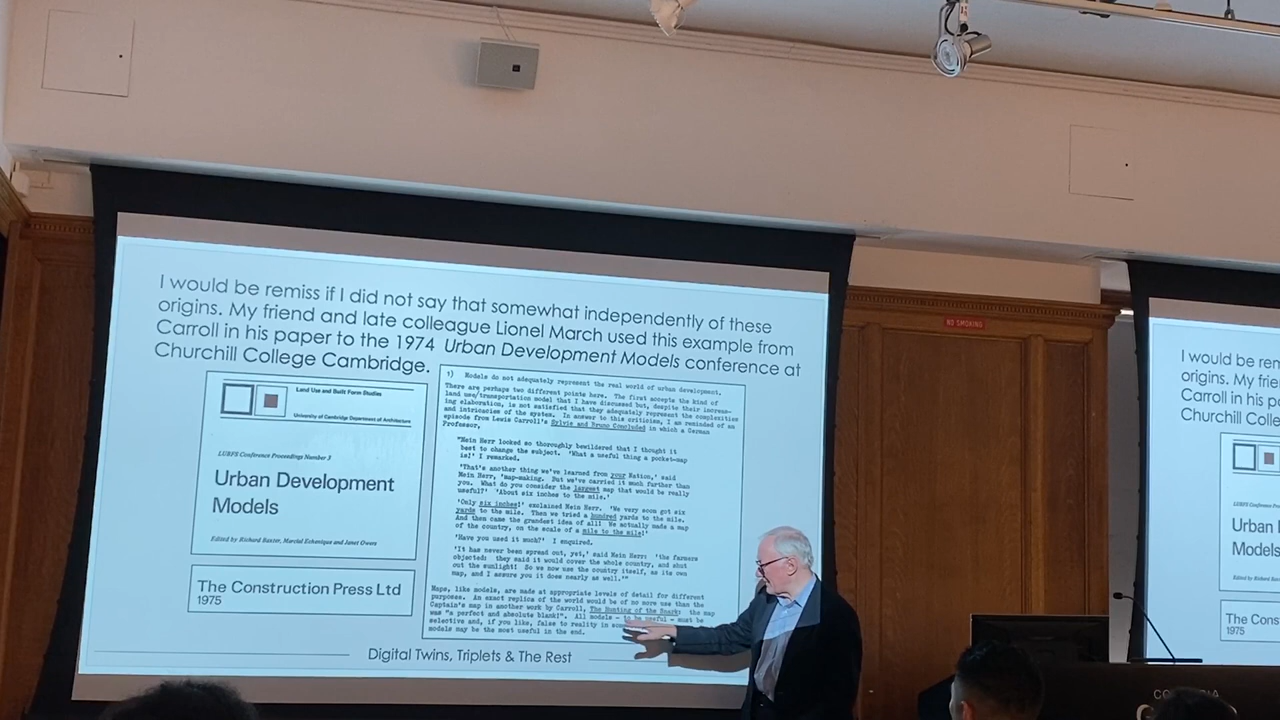 I would be remiss if I did not say that somewhat independently of these
origins. My friend and late colleague Lionel March used this example from
Carroll in his paper to the 1974 Urban Development Models conference at
Churchill College Cambridge.
Land Use and Built Form Studies
University of Cambridge Department of Architecture
LUBFS Conference Proceedings Number 3
Urban Development
Models
Edited by Richard Baxter, Marcial Echenique and Janet Owers
The Construction Press Ltd
1975
1) Models do not adequately represent the real world of urban development.
There are perhaps two different points here. The first accepts the kind of
land use/transportation model that I have discussed but, despite their increas-
ing elaboration, is not satisfied that they adequately represent the complexities
and intricacies of the system. In answer to this criticism, I am reminded of an
episode from Lewis Carroll's Sylvie and Bruno Concluded in which a German
Professor,
"Mein Herr looked so thoroughly bewildered that I thought it
best to change the subject. 'What a useful thing a pocket-map
is!' I remarked.
'That's another thing we've learned from your Nation,' said
Mein Herr, 'map-making. But we've carried it much further than
you. What do you consider the largest map that would be really
useful?' 'About six inches to the mile.'
'Only six inches!' exclaimed Mein Herr. 'We very soon got six
yards to the mile. Then we tried a hundred yards to the mile.
And then came the grandest idea of all! We actually made a map
of the country, on the scale of a mile to the mile!'
'Have you used it much?' I enquired.
'It has never been spread out, yet,' said Mein Herr: 'the farmers
objected: they said it would cover the whole country, and shut
out the sunlight! So we now use the country itself, as its own
map, and I assure you it does nearly as well.'"
Maps, like models, are made at appropriate levels of detail for different
purposes. An exact replica of the world would be of no more use than the
Captain's map in another work by Carroll, The Hunting of the Snark: the map
was "a perfect and absolute blank!". All models - to be useful - must be
selective and, if you like, false to reality in
models may be the most useful in the end.
Digital Twins, Triplets & The Rest
NO SMOKING
I would be ren
origins. My frie
Carroll in his p
Churchill Colle
Urban
Models
The Cons
1975